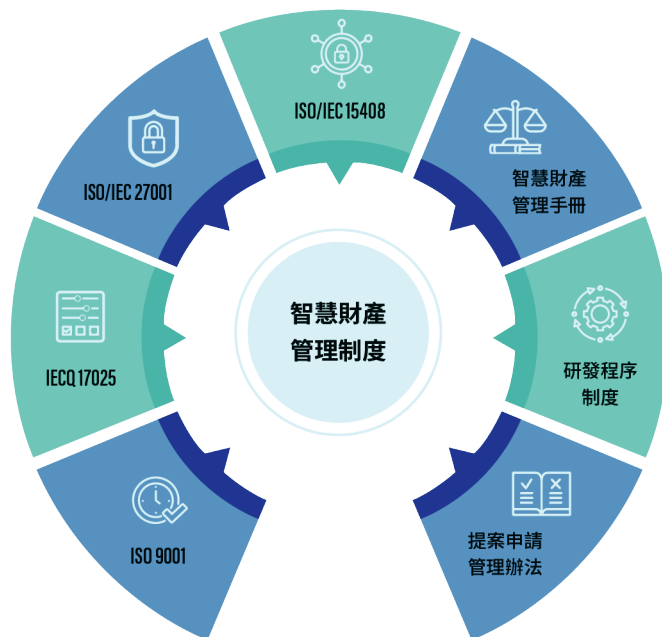 ISO/IEC 15408
ISO/IEC 27001
智慧財產
管理手冊
智慧財產
管理制度
IECQ 17025
研發程序
制度
ISO 9001
提案申請
管理辦法